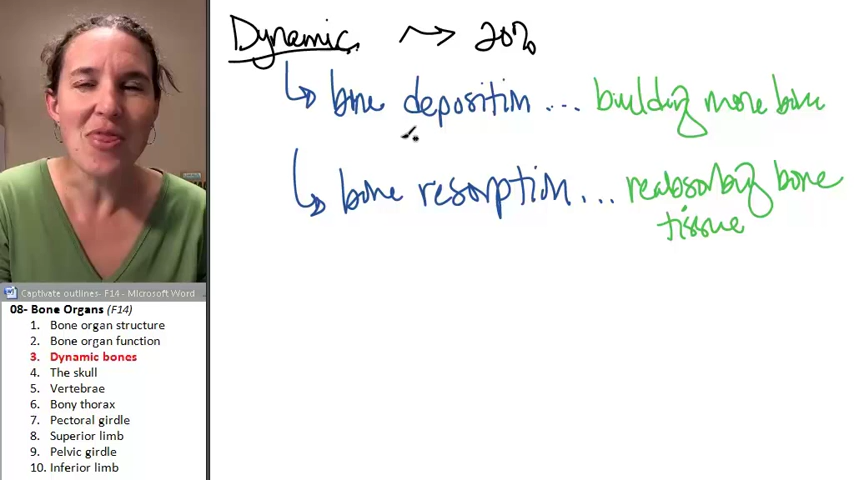 Dynamic ⤳ 20%
↳ bone deposition ... building more bone
↳ bone resorption ... reabsorbing bone
tissue
Captivate outlines- F14 - Microsoft Word
08- Bone Organs (F14)
1. Bone organ structure
2. Bone organ function
3. Dynamic bones
4. The skull
5. Vertebrae
6. Bony thorax
7. Pectoral girdle
8. Superior limb
9. Pelvic girdle
10. Inferior limb